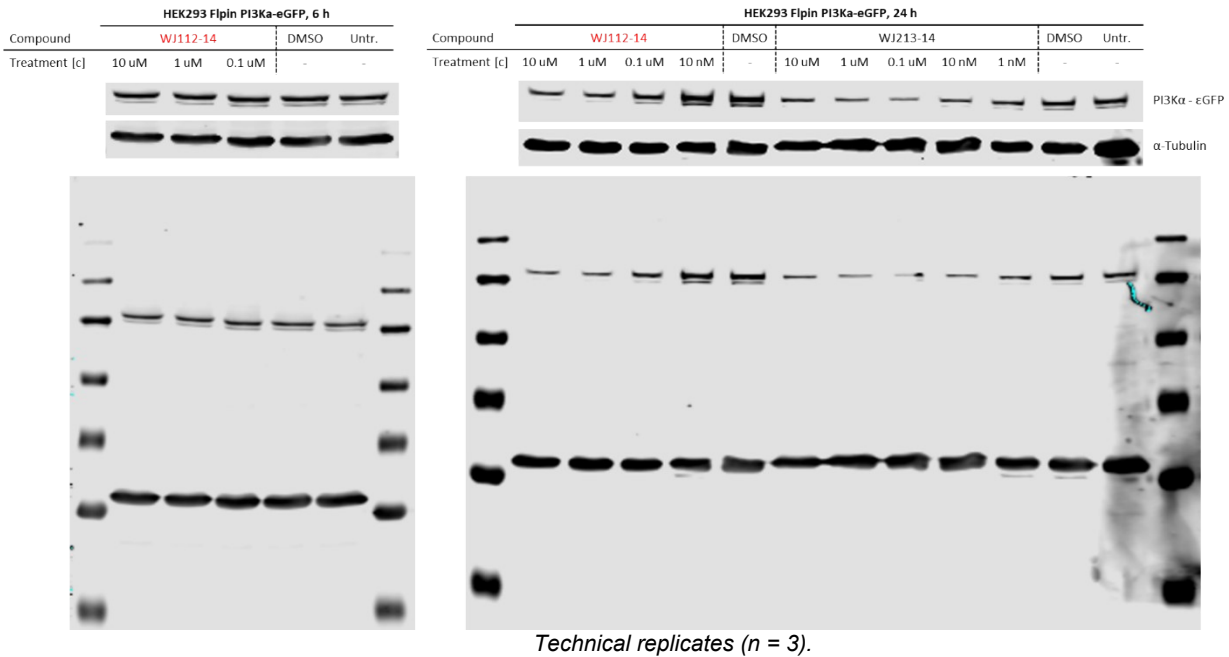 HEK293 Flpin PI3Ka-eGFP, 6 h
Compound WJ112-14 DMSO Untr.
Treatment [c] 10 uM 1 uM 0.1 uM - -
HEK293 Flpin PI3Ka-eGFP, 24 h
Compound WJ112-14 DMSO WJ213-14 DMSO Untr.
Treatment [c] 10 uM 1 uM 0.1 uM 10 nM - 10 uM 1 uM 0.1 uM 10 nM 1 nM - -
PI3Kα - εGFP
α-Tubulin
Technical replicates (n = 3).